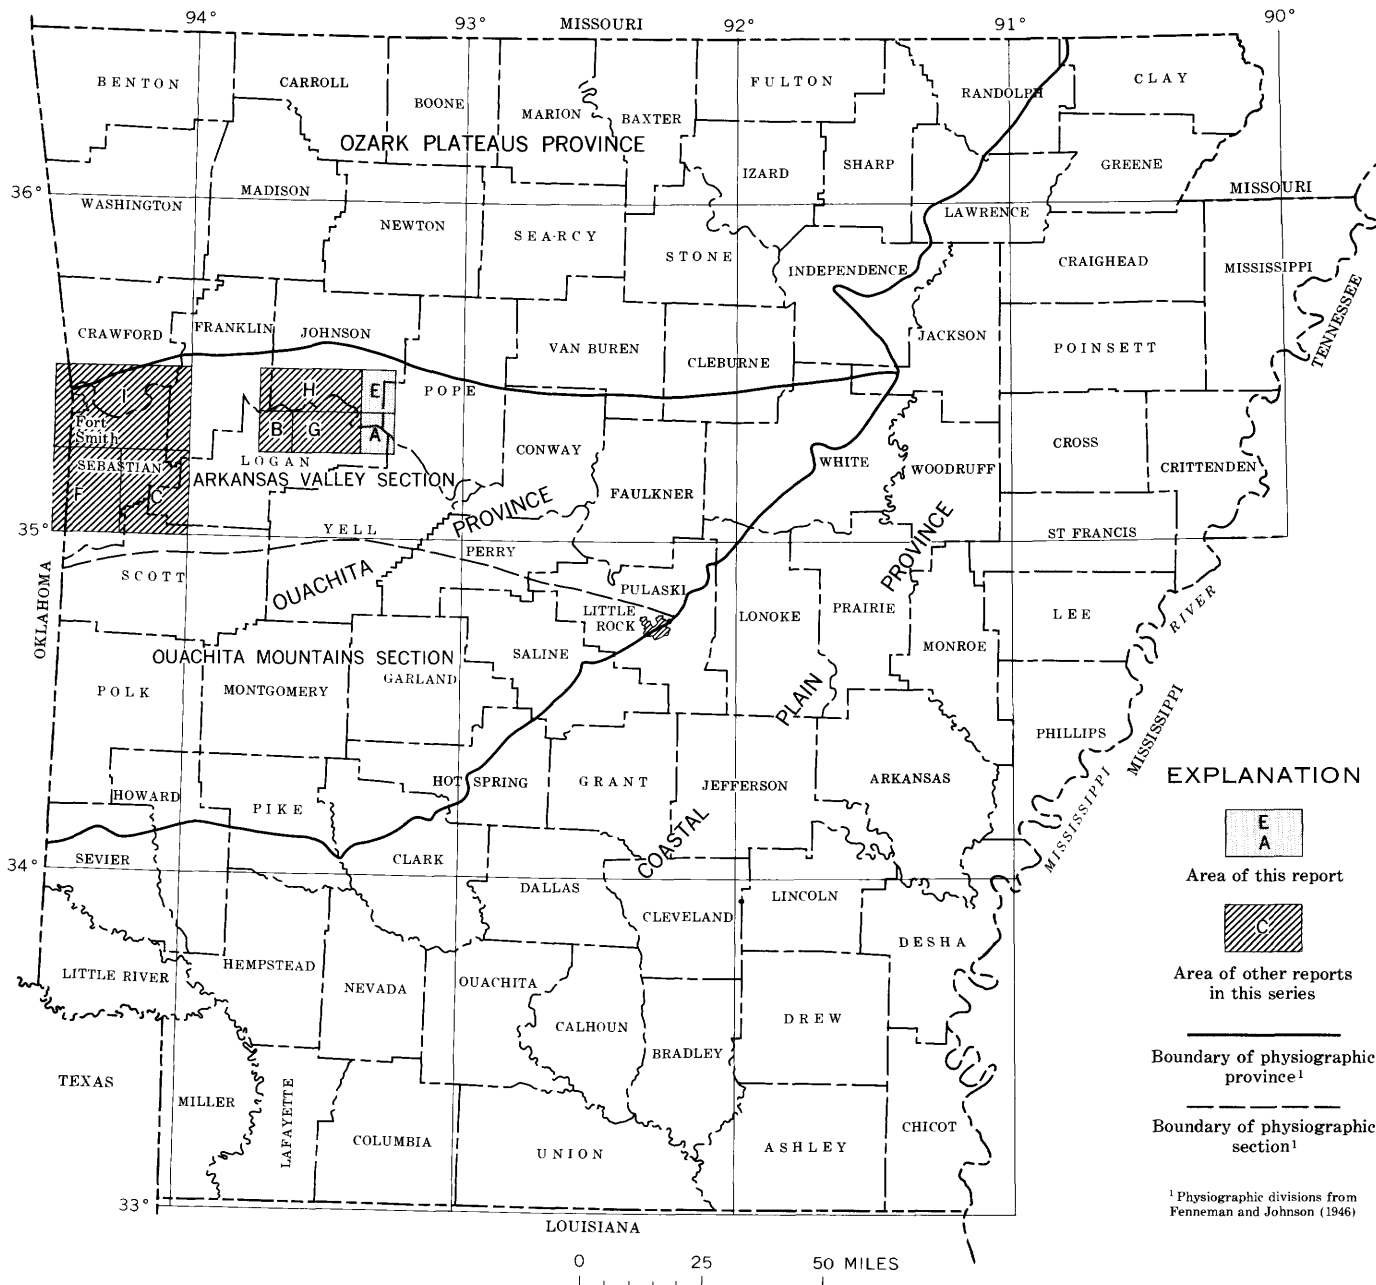 94°
93°
MISSOURI
92°
91°
90°
BENTON
CARROLL
BOONE
MARION
BAXTER
FULTON
RANDOLPH
CLAY
OZARK PLATEAUS PROVINCE
IZARD
SHARP
GREENE
36°
WASHINGTON
MADISON
NEWTON
SEARCY
STONE
LAWRENCE
MISSOURI
INDEPENDENCE
CRAIGHEAD
MISSISSIPPI
TENNESSEE
CRAWFORD
FRANKLIN
JOHNSON
VAN BUREN
CLEBURNE
JACKSON
POINSETT
I
H
E
POPE
Fort
Smith
B
G
A
SEBASTIAN
LOGAN
CONWAY
WHITE
WOODRUFF
CROSS
CRITTENDEN
F
C
ARKANSAS VALLEY SECTION
FAULKNER
35°
YELL
PROVINCE
PERRY
PROVINCE
ST FRANCIS
OKLAHOMA
SCOTT
OUACHITA
PULASKI
LITTLE
ROCK
LONOKE
PRAIRIE
LEE
RIVER
OUACHITA MOUNTAINS SECTION
SALINE
MONROE
POLK
MONTGOMERY
GARLAND
PLAIN
PHILLIPS
MISSISSIPPI
MISSISSIPPI
HOWARD
PIKE
HOT SPRING
GRANT
JEFFERSON
ARKANSAS
COASTAL
34°
SEVIER
CLARK
DALLAS
CLEVELAND
LINCOLN
DESHA
LITTLE RIVER
HEMPSTEAD
NEVADA
OUACHITA
CALHOUN
DREW
BRADLEY
TEXAS
MILLER
LAFAYETTE
COLUMBIA
UNION
ASHLEY
CHICOT
33°
LOUISIANA
0 25 50 MILES
EXPLANATION
E
A
Area of this report
C
Area of other reports
in this series
Boundary of physiographic
province¹
Boundary of physiographic
section¹
¹ Physiographic divisions from
Fenneman and Johnson (1946)